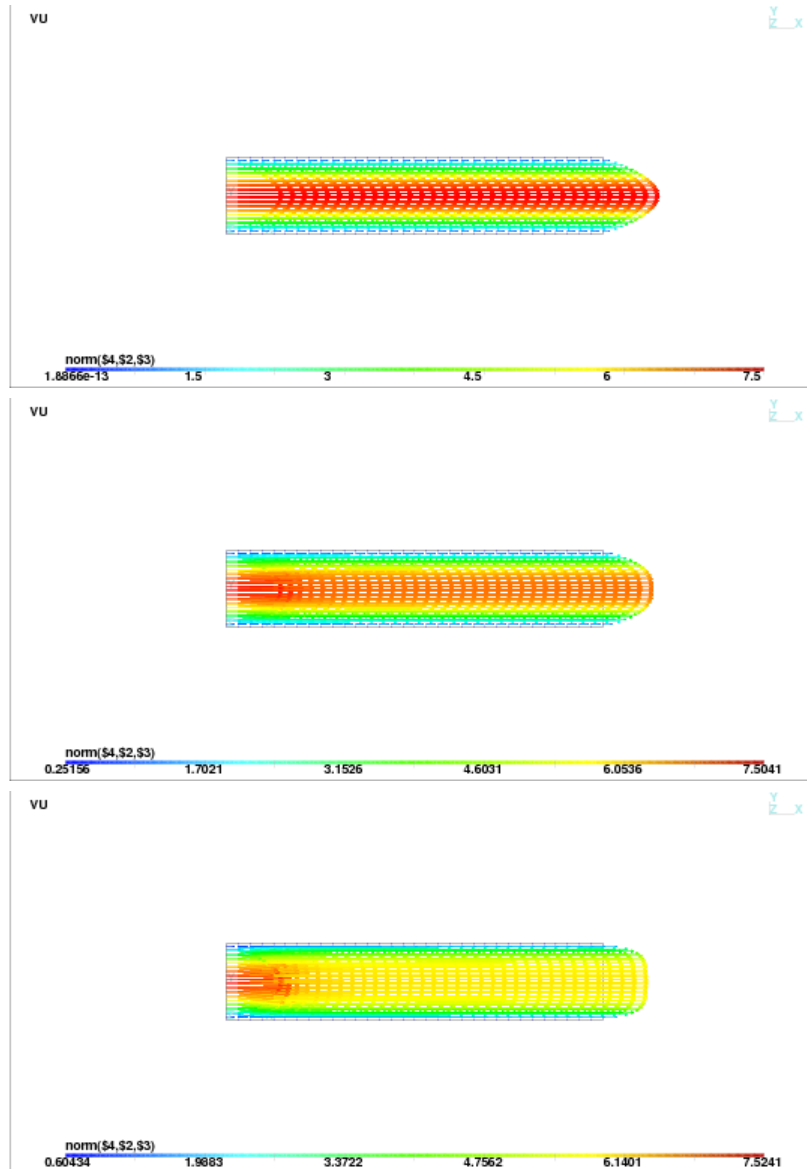 VU
Y
Z X
norm($4,$2,$3)
1.8866e-13 1.5 3 4.5 6 7.5
VU
Y
Z X
norm($4,$2,$3)
0.25156 1.7021 3.1526 4.6031 6.0536 7.5041
VU
Y
Z X
norm($4,$2,$3)
0.60434 1.9883 3.3722 4.7562 6.1401 7.5241